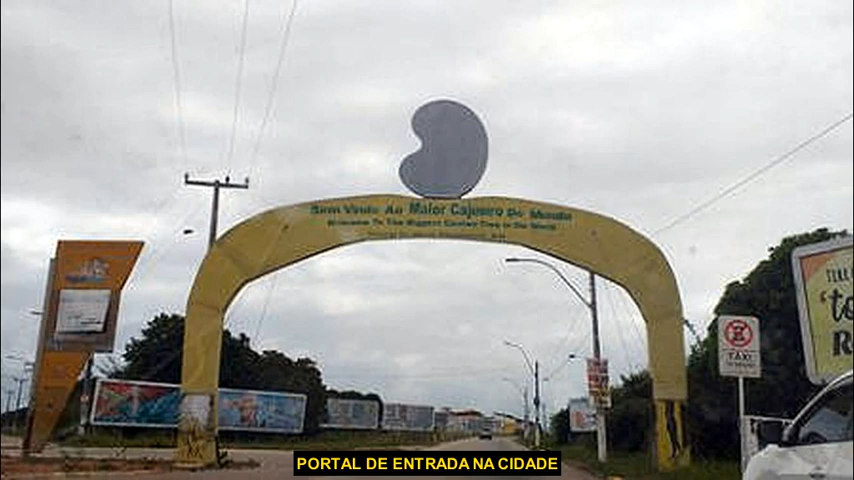 Bem Vindo Ao Maior Cajueiro Do Mundo
Welcome To The Biggest Cashew Tree In The World
TÁXI
PORTAL DE ENTRADA NA CIDADE